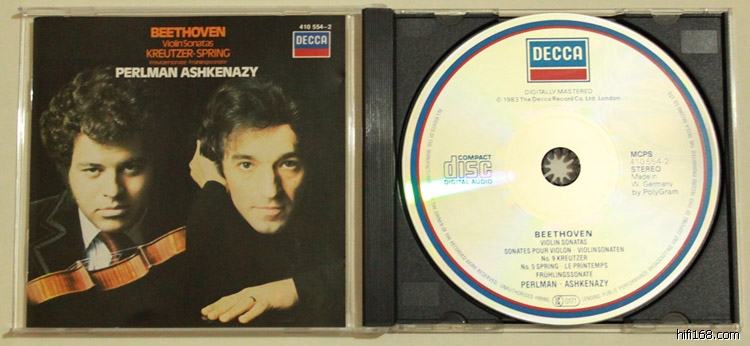 410 554-2
BEETHOVEN
Violin Sonatas
KREUTZER·SPRING
Kreutzersonate·Frühlingssonate
PERLMAN ASHKENAZY
DECCA
DECCA
DIGITALLY MASTERED
© 1983 The Decca Record Co. Ltd. London
COMPACT
disc
DIGITAL AUDIO
MCPS
410 554-2
STEREO
Made in
W. Germany
by PolyGram
BEETHOVEN
VIOLIN SONATAS
SONATES POUR VIOLON · VIOLINSONATEN
No. 9 KREUTZER
No. 5 SPRING · LE PRINTEMPS
FRÜHLINGSSONATE
PERLMAN · ASHKENAZY
hifi168.com